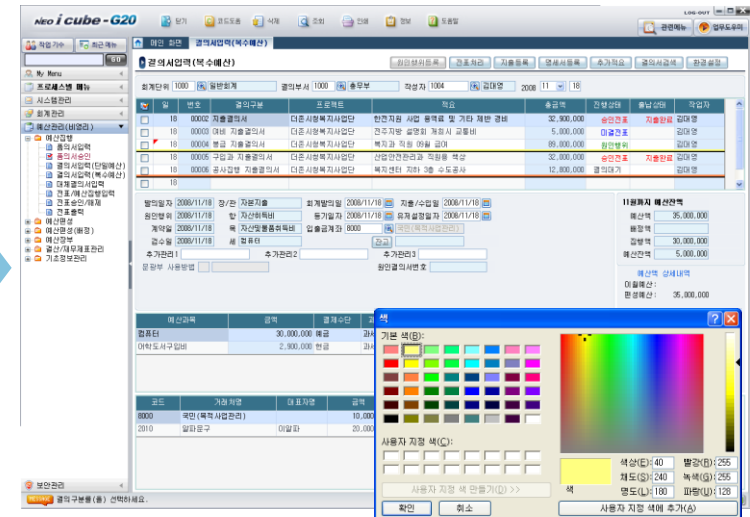 NEO i CUBE - G20
닫기 코드도움 삭제 조회 인쇄 정보 도움말
LOG-OUT
관련메뉴 업무도우미
작업가수 최근메뉴
메인 화면 결의서입력(복수예산)
GO
My Menu
프로세스별 메뉴
시스템관리
회계관리
예산관리(비영리)
예산집행
품의서입력
품의서승인
결의서입력(단일예산)
결의서입력(복수예산)
대체결의서입력
전표/예산집행입력
전표승인/해제
전표출력
예산편성
예산편성(배정)
예산장부
결산/재무제표관리
기초정보관리
보안관리
결의서입력(복수예산)
원인행위등록 전표처리 지출등록 명세서등록 추가적요 결의서검색 환경설정
회계단위 1000 일반회계 결의부서 1000 총무부 작성자 1004 김대영 2008 11 18
일 번호 결의구분 프로젝트 적요 총금액 진행상태 출납상태 작업자
18 00002 지출결의서 더존시청복지사업단 한전지원 사업 용역료 및 기타 제반 경비 32,900,000 승인전표 지출완료 김대영
18 00003 여비 지출결의서 더존시청복지사업단 전주지방 설명회 개최시 교통비 5,000,000 미결전표 김대영
18 00004 봉급 지출결의서 더존시청복지사업단 복지과 직원 09월 급여 89,000,000 원인행위 김대영
18 00005 구입과 지출결의서 더존시청복지사업단 산업안전관리과 직원용 책상 32,000,000 승인전표 지출완료 김대영
18 00006 공사집행 지출결의서 더존시청복지사업단 복지센터 지하 3층 수도공사 12,800,000 결의대기 김대영
18
발의일자 2008/11/18 장/관 자본지출 회계발의일 2008/11/18 지출/수입일 2008/11/18
원인행위 2008/11/18 항 자산취득비 등기일자 2008/11/18 유저설정일자 2008/11/18
계약일 2008/11/18 목 자산및물품취득비 입출금계좌 8000 국민(목적사업관리)
검수일 2008/11/18 세 컴퓨터 잔고
추가관리1 추가관리2 추가관리3
문광부 사용방법 원인결의서번호
11월까지 예산잔액
예산액 35,000,000
배정액
집행액 30,000,000
예산잔액 5,000,000
예산액 상세내역
이월예산:
편성예산: 35,000,000
예산과목 금액 결제수단
컴퓨터 30,000,000 예금 과세
어학도서구입비 2,900,000 현금 과세
코드 거래처명 대표자명 금액
8000 국민(목적사업관리) 10,000
2010 알파문구 이알파 20,000
색
기본 색(B):
사용자 지정 색(C):
사용자 지정 색 만들기(D) >>
확인 취소
색
색상(E): 40 빨강(R): 255
채도(S): 240 녹색(G): 255
명도(L): 180 파랑(U): 128
사용자 지정 색에 추가(A)
결의구분을(를) 선택하세요.